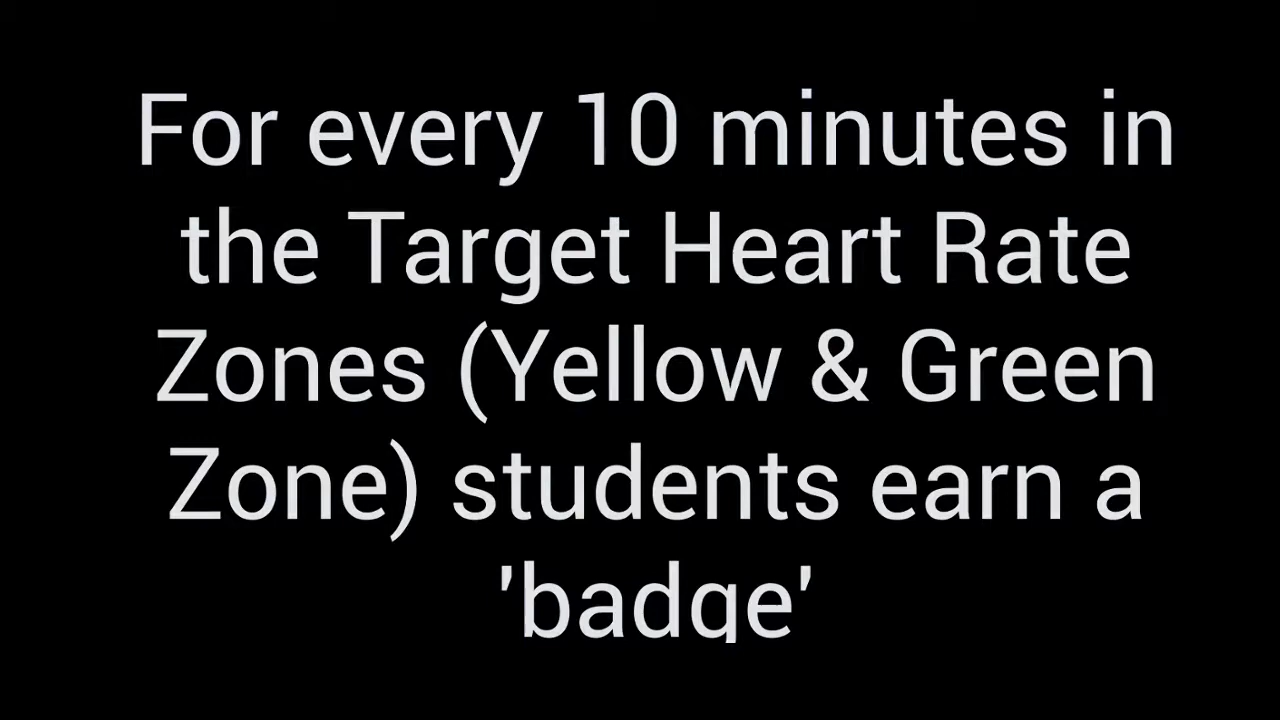 For every 10 minutes in
the Target Heart Rate
Zones (Yellow & Green
Zone) students earn a
'badge'